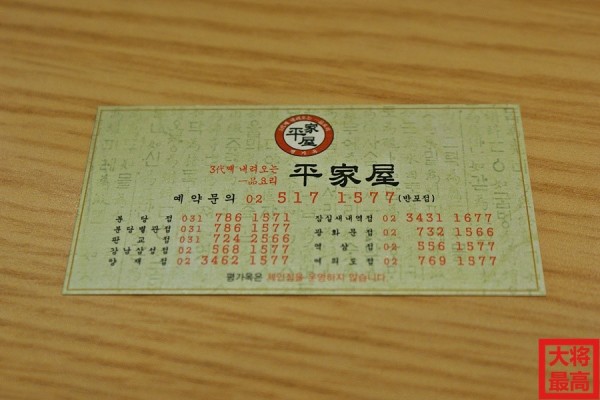 平家屋
3代째 내려오는
一品요리
平家屋
예약문의 02 517 1577(반포점)
분당점 031 786 1571
분당별관점 031 786 1577
판교점 031 724 2566
강남삼성점 02 568 1577
양재점 02 3462 1577
잠실새내역점 02 3431 1677
광화문점 02 732 1566
역삼점 02 556 1577
여의도점 02 769 1577
평가옥은 체인점을 운영하지 않습니다
大将
最高